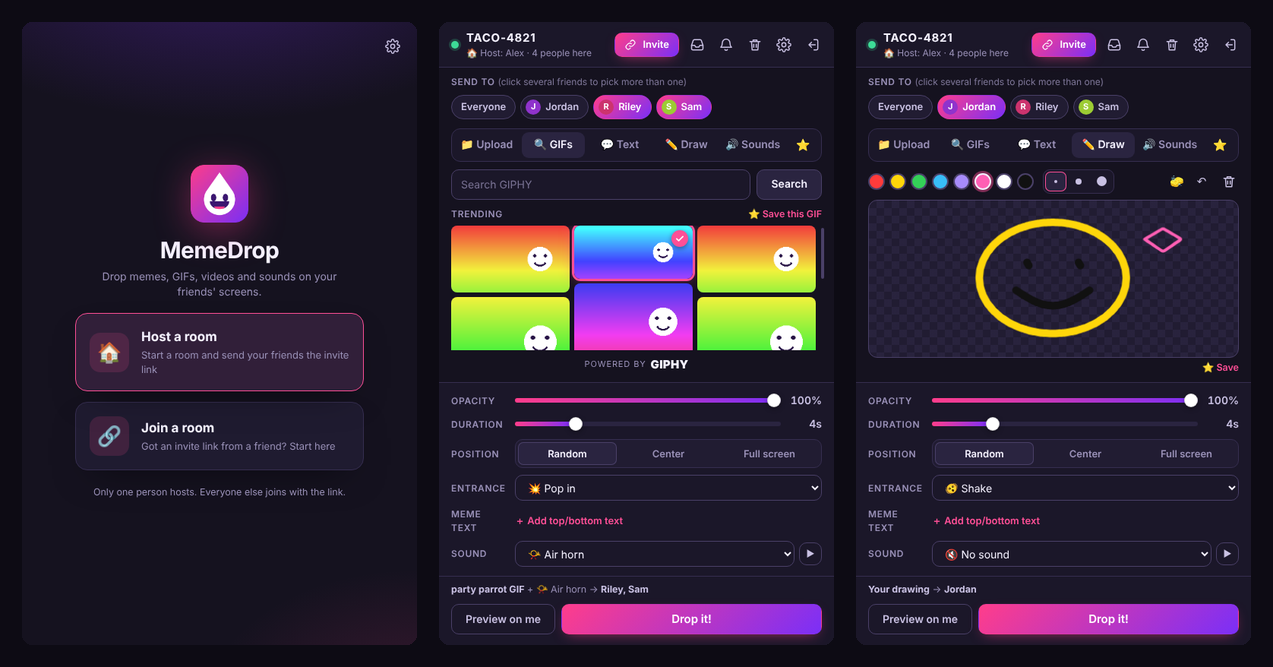 MemeDrop
Drop memes, GIFs, videos and sounds on your
friends' screens.
Host a room
Start a room and send your friends the invite
link
Join a room
Got an invite link from a friend? Start here
Only one person hosts. Everyone else joins with the link.
TACO-4821
Host: Alex · 4 people here
Invite
SEND TO (click several friends to pick more than one)
Everyone J Jordan R Riley S Sam
Upload GIFs Text Draw Sounds
Search GIPHY Search
TRENDING Save this GIF
POWERED BY GIPHY
OPACITY 100%
DURATION 4s
POSITION Random Center Full screen
ENTRANCE Pop in
MEME
TEXT
+ Add top/bottom text
SOUND Air horn
party parrot GIF + Air horn → Riley, Sam
Preview on me Drop it!
TACO-4821
Host: Alex · 4 people here
Invite
SEND TO (click several friends to pick more than one)
Everyone J Jordan R Riley S Sam
Upload GIFs Text Draw Sounds
Save
OPACITY 100%
DURATION 4s
POSITION Random Center Full screen
ENTRANCE Shake
MEME
TEXT
+ Add top/bottom text
SOUND No sound
Your drawing → Jordan
Preview on me Drop it!